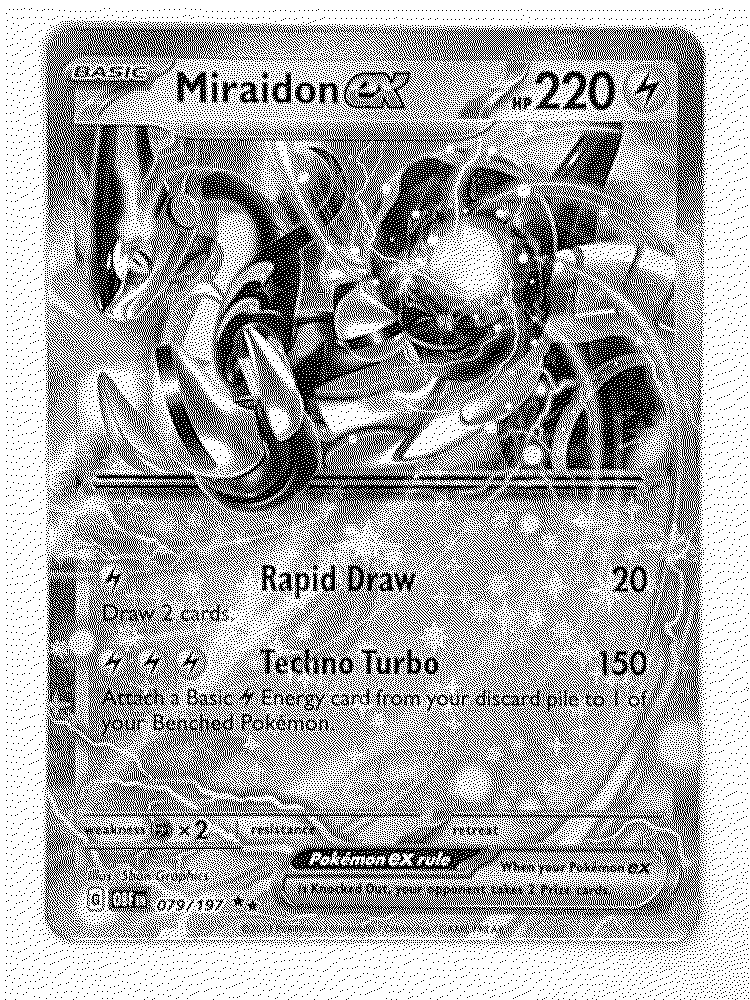 BASIC Miraidon ex HP 220
Rapid Draw 20
Draw 2 cards.
Techno Turbo 150
Attach a Basic Energy card from your discard pile to 1 of
your Benched Pokémon.
weakness ×2 resistance retreat
Pokémon ex rule When your Pokémon ex
is Knocked Out, your opponent takes 2 Prize cards.
G 079/197